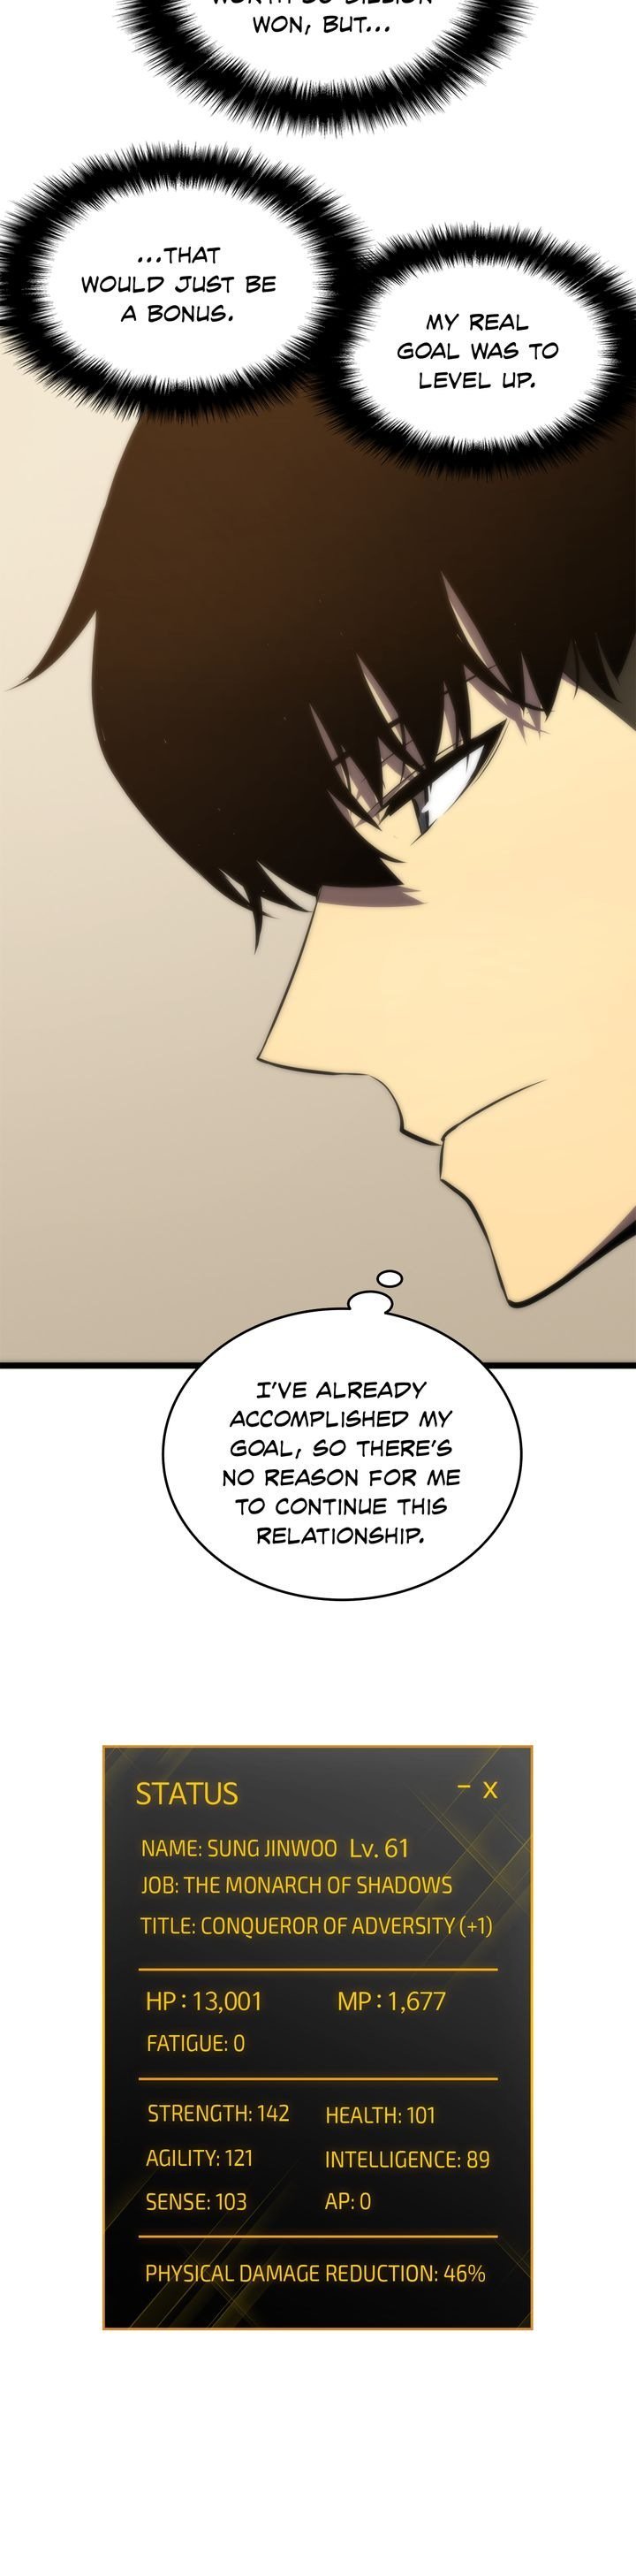 WON, BUT...
...THAT
WOULD JUST BE
A BONUS.
MY REAL
GOAL WAS TO
LEVEL UP.
I'VE ALREADY
ACCOMPLISHED MY
GOAL, SO THERE'S
NO REASON FOR ME
TO CONTINUE THIS
RELATIONSHIP.
STATUS
– X
NAME: SUNG JINWOO Lv. 61
JOB: THE MONARCH OF SHADOWS
TITLE: CONQUEROR OF ADVERSITY (+1)
HP : 13,001 MP : 1,677
FATIGUE: 0
STRENGTH: 142 HEALTH: 101
AGILITY: 121 INTELLIGENCE: 89
SENSE: 103 AP: 0
PHYSICAL DAMAGE REDUCTION: 46%